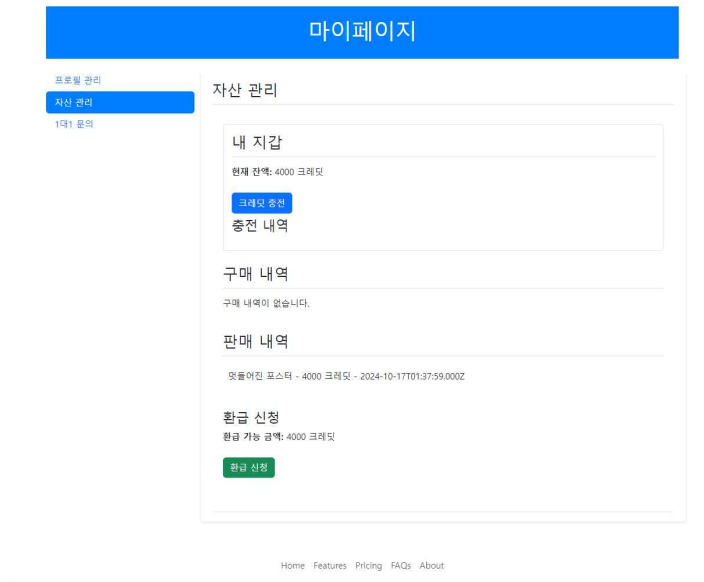 마이페이지
프로필 관리
자산 관리
1대1 문의
자산 관리
내 지갑
현재 잔액: 4000 크레딧
크레딧 충전
충전 내역
구매 내역
구매 내역이 없습니다.
판매 내역
멋들어진 포스터 - 4000 크레딧 - 2024-10-17T01:37:59.000Z
환급 신청
환급 가능 금액: 4000 크레딧
환급 신청
Home Features Pricing FAQs About